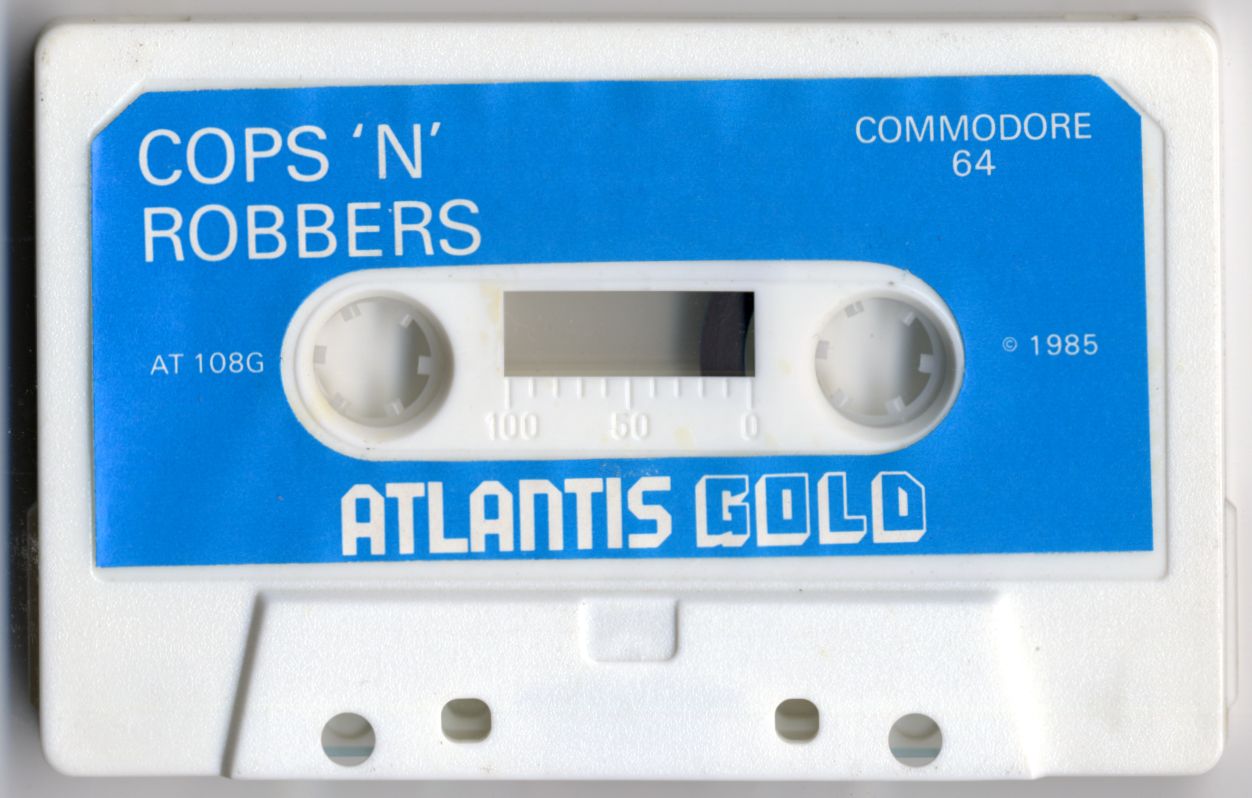 COPS ‘N’
ROBBERS
COMMODORE
64
AT 108G
© 1985
100 50 0
ATLANTIS GOLD